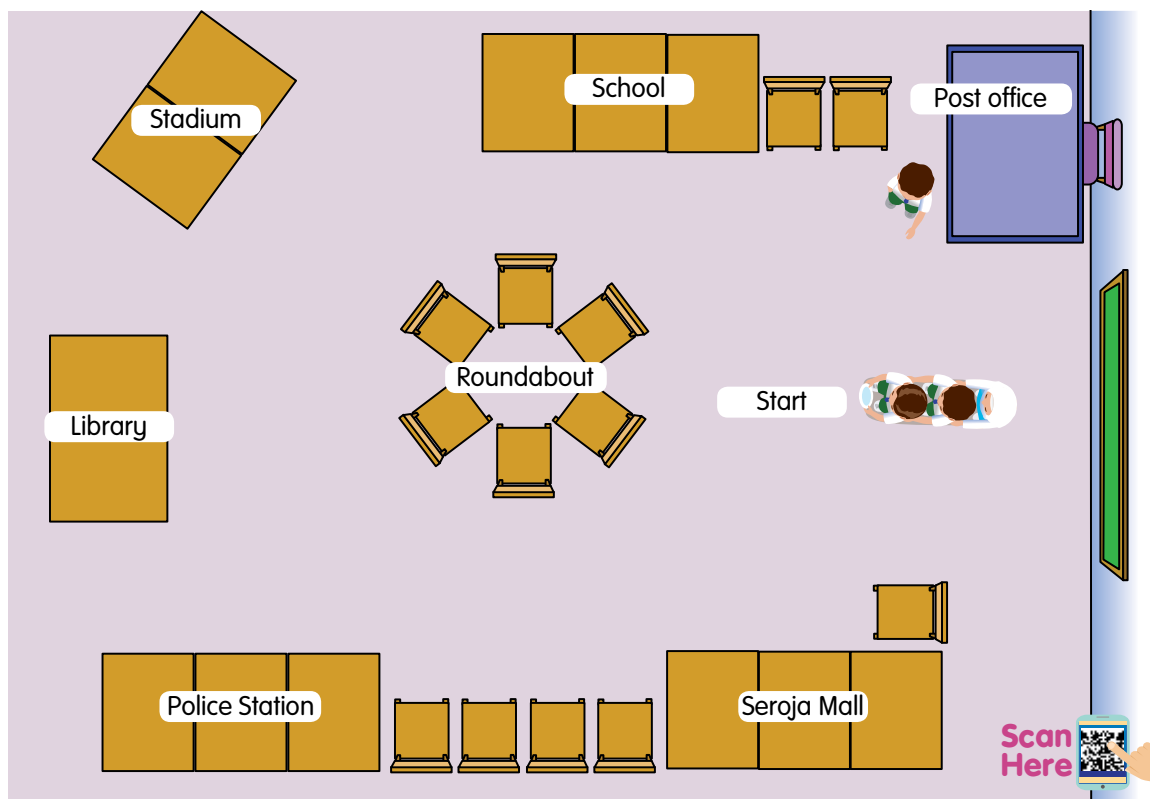 Stadium
School
Post office
Roundabout
Start
Library
Police Station
Seroja Mall
Scan
Here